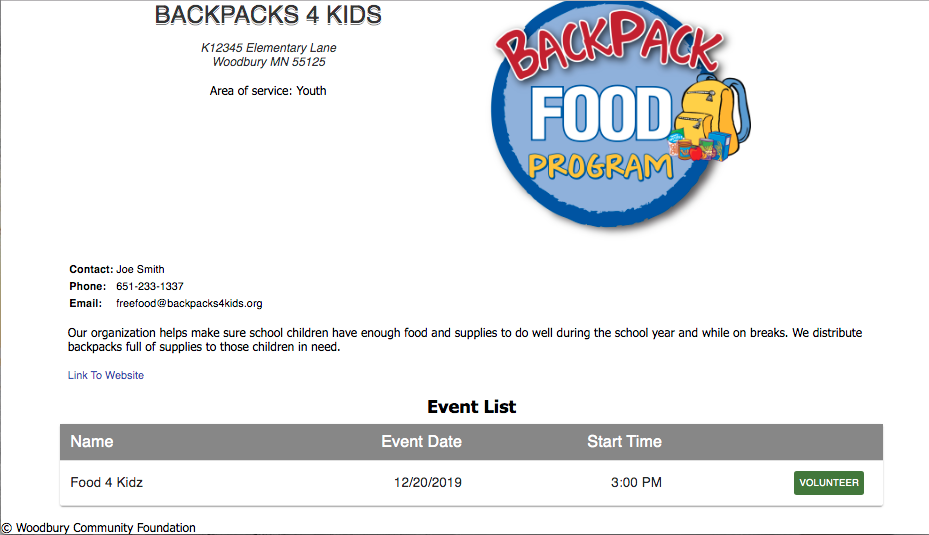 BACKPACKS 4 KIDS
K12345 Elementary Lane
Woodbury MN 55125
Area of service: Youth
BACKPACK
FOOD
PROGRAM
Contact: Joe Smith
Phone: 651-233-1337
Email: freefood@backpacks4kids.org
Our organization helps make sure school children have enough food and supplies to do well during the school year and while on breaks. We distribute
backpacks full of supplies to those children in need.
Link To Website
Event List
Name Event Date Start Time
Food 4 Kidz 12/20/2019 3:00 PM VOLUNTEER
© Woodbury Community Foundation